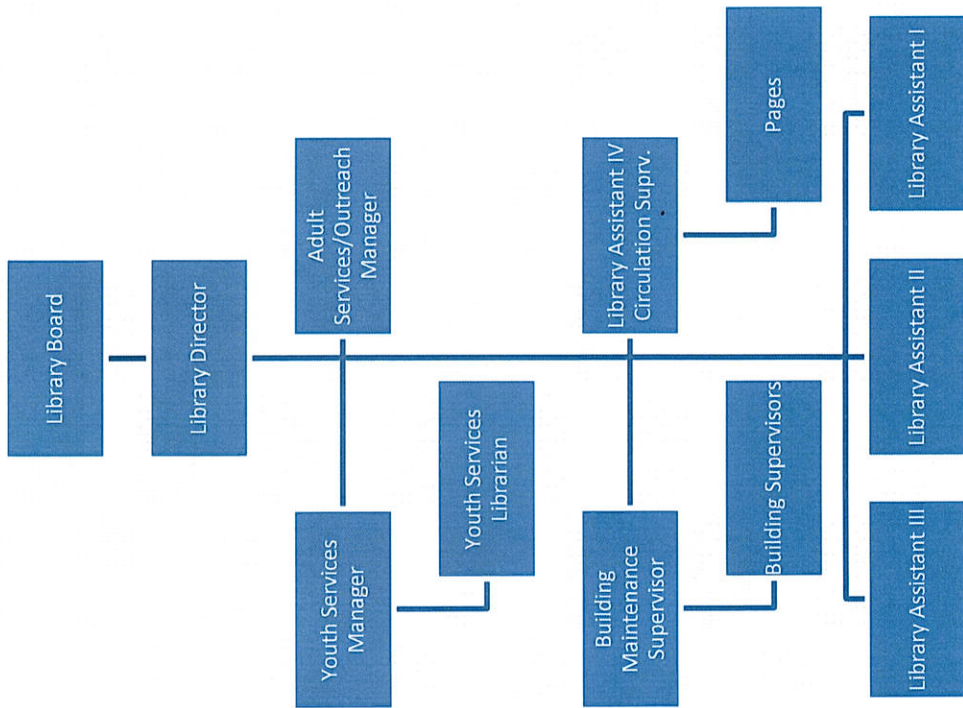 Library Board
Library Director
Youth Services
Manager
Adult
Services/Outreach
Manager
Youth Services
Librarian
Building
Maintenance
Supervisor
Library Assistant IV
Circulation Suprv.
Building Supervisors
Pages
Library Assistant III
Library Assistant II
Library Assistant I